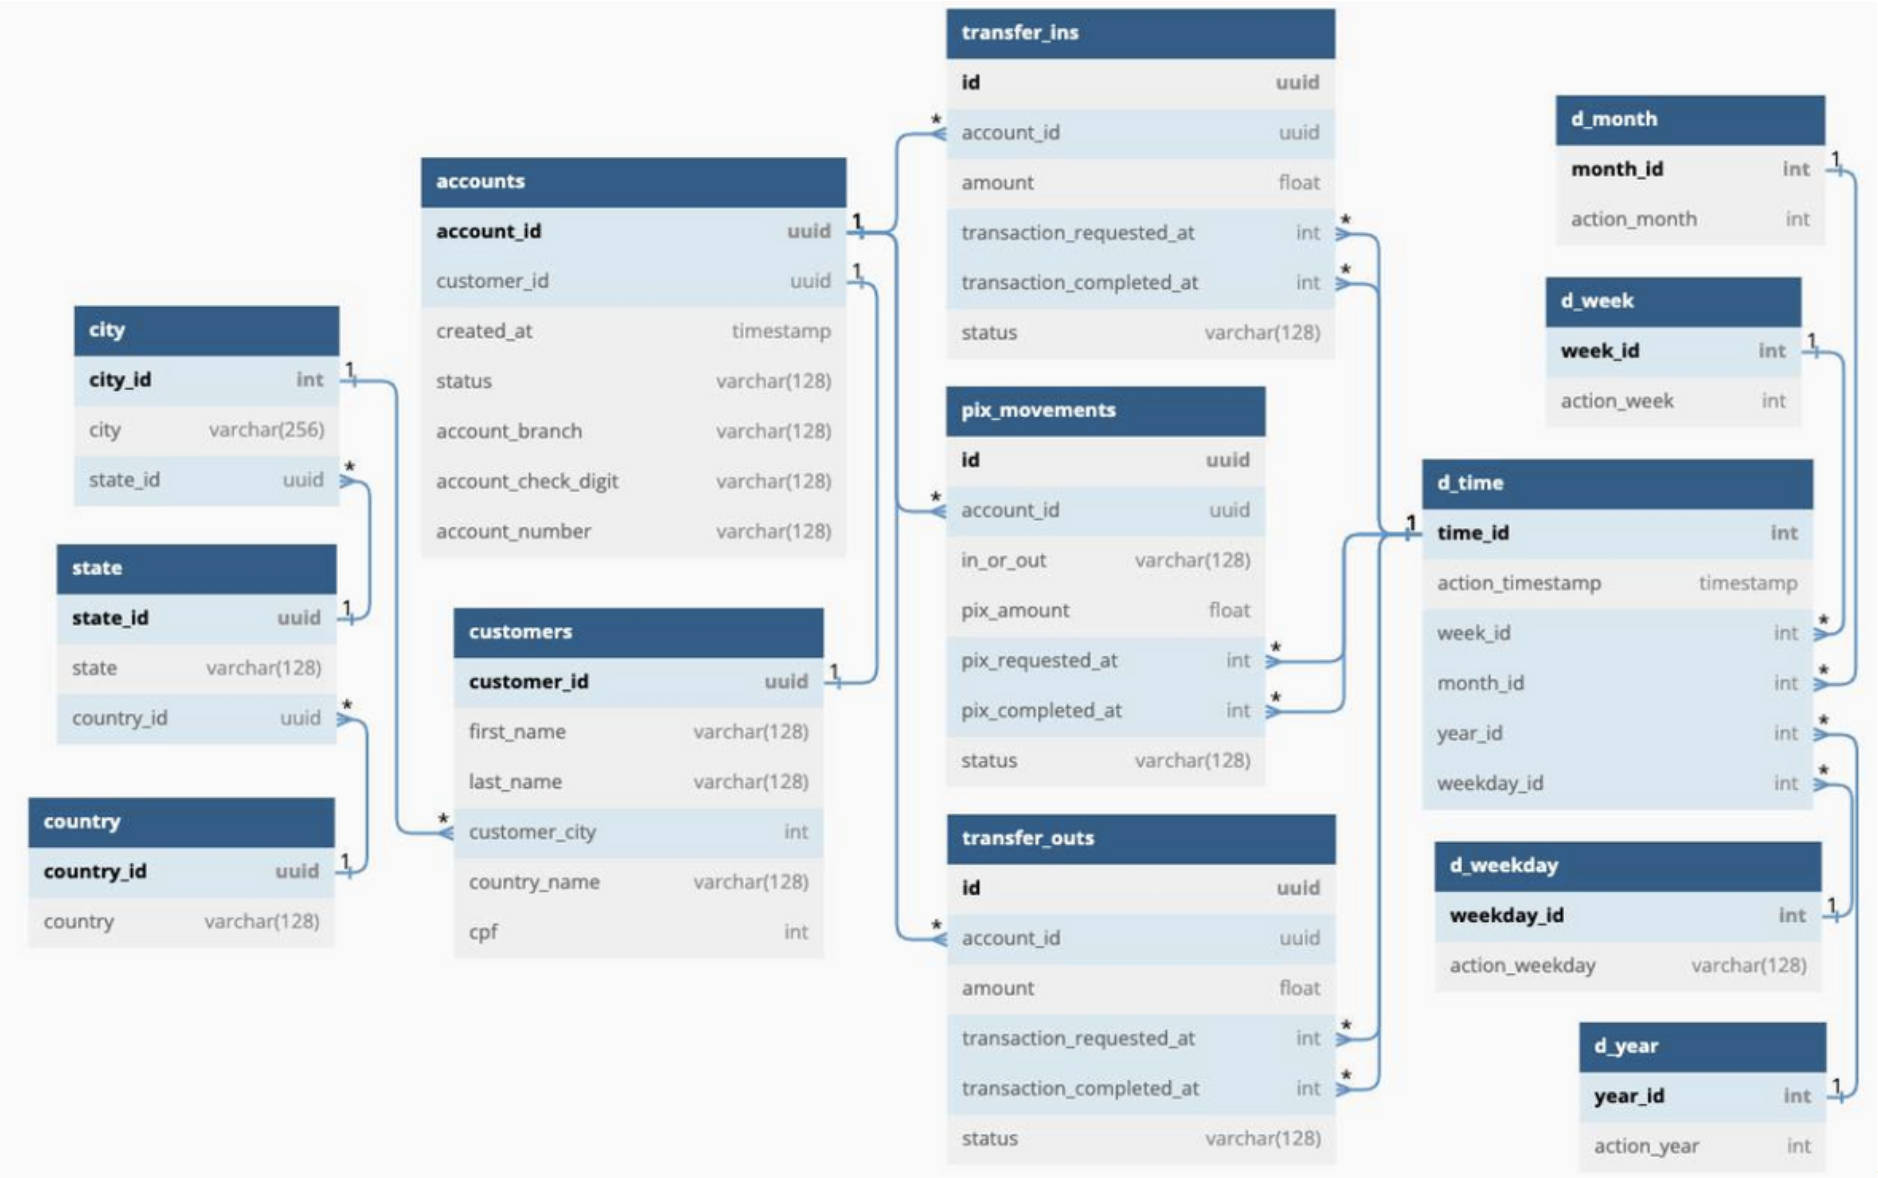 transfer_ins
id uuid
account_id uuid
amount float
transaction_requested_at int
transaction_completed_at int
status varchar(128)
*
*
*
d_month
month_id int
action_month int
1
accounts
account_id uuid
customer_id uuid
created_at timestamp
status varchar(128)
account_branch varchar(128)
account_check_digit varchar(128)
account_number varchar(128)
1
1
d_week
week_id int
action_week int
1
city
city_id int
city varchar(256)
state_id uuid
1
*
pix_movements
id uuid
account_id uuid
in_or_out varchar(128)
pix_amount float
pix_requested_at int
pix_completed_at int
status varchar(128)
*
*
*
d_time
time_id int
action_timestamp timestamp
week_id int
month_id int
year_id int
weekday_id int
1
*
*
*
*
state
state_id uuid
state varchar(128)
country_id uuid
1
*
customers
customer_id uuid
first_name varchar(128)
last_name varchar(128)
customer_city int
country_name varchar(128)
cpf int
1
*
country
country_id uuid
country varchar(128)
1
transfer_outs
id uuid
account_id uuid
amount float
transaction_requested_at int
transaction_completed_at int
status varchar(128)
*
*
*
d_weekday
weekday_id int
action_weekday varchar(128)
1
d_year
year_id int
action_year int
1